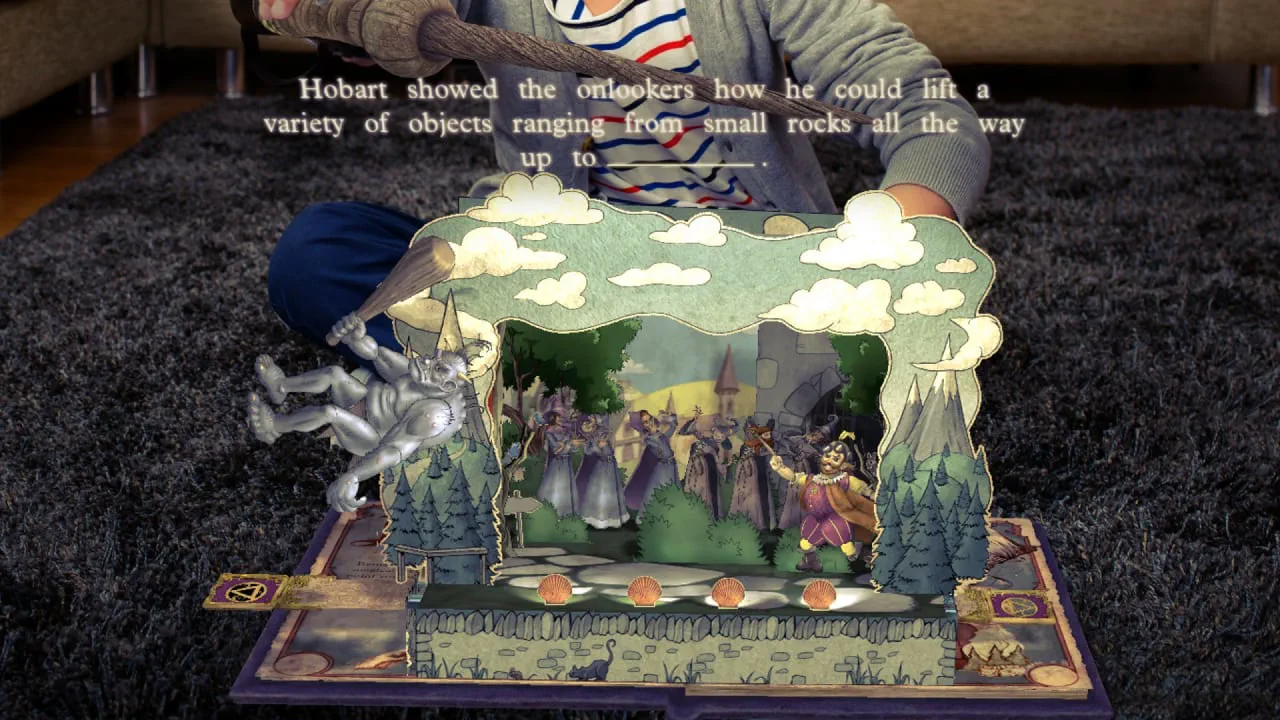 Hobart showed the onlookers how he could lift a
variety of objects ranging from small rocks all the way
up to __________.